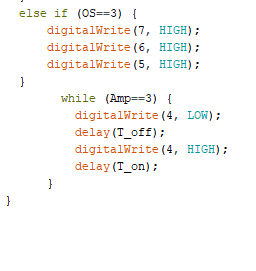 else if (OS==3) {
digitalWrite(7, HIGH);
digitalWrite(6, HIGH);
digitalWrite(5, HIGH);
}
while (Amp==3) {
digitalWrite(4, LOW);
delay(T_off);
digitalWrite(4, HIGH);
delay(T_on);
}
}